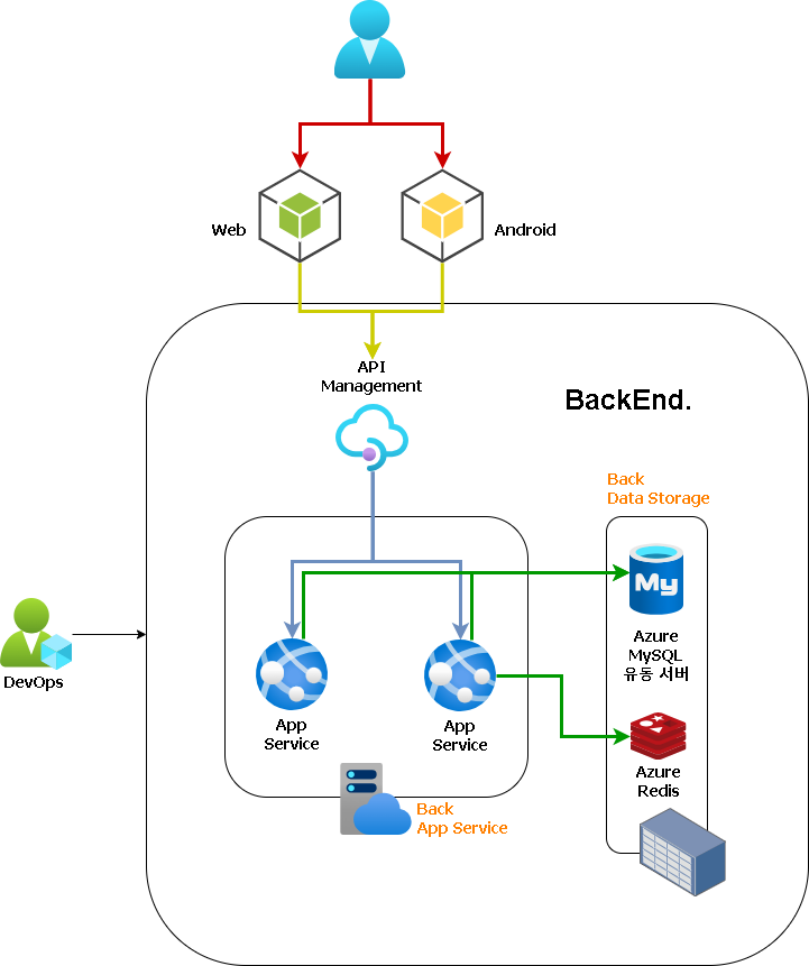 Web
Android
API
Management
BackEnd.
Back
Data Storage
My
Azure
MySQL
유동 서버
DevOps
App
Service
App
Service
Azure
Redis
Back
App Service